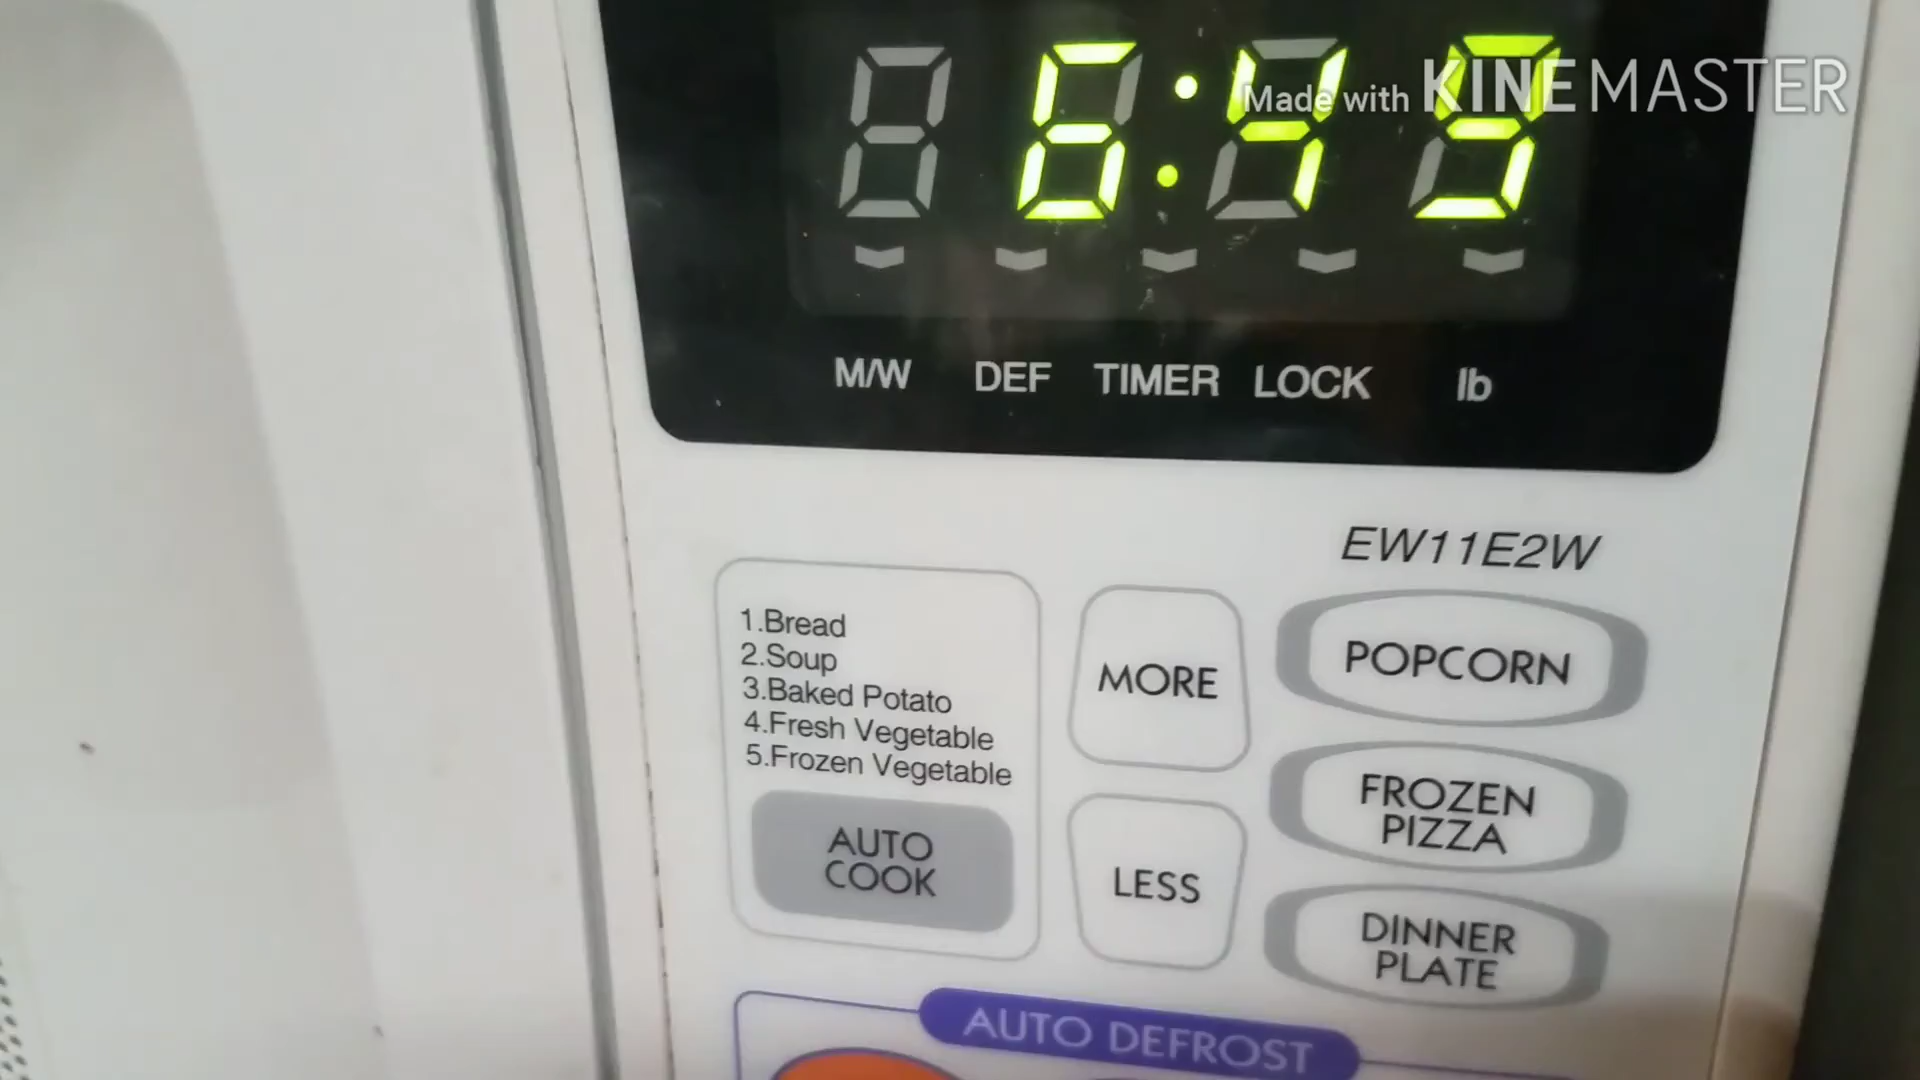 6:49
Made with KINEMASTER
M/W DEF TIMER LOCK lb
EW11E2W
1.Bread
2.Soup
3.Baked Potato
4.Fresh Vegetable
5.Frozen Vegetable
AUTO
COOK
MORE
LESS
POPCORN
FROZEN
PIZZA
DINNER
PLATE
AUTO DEFROST